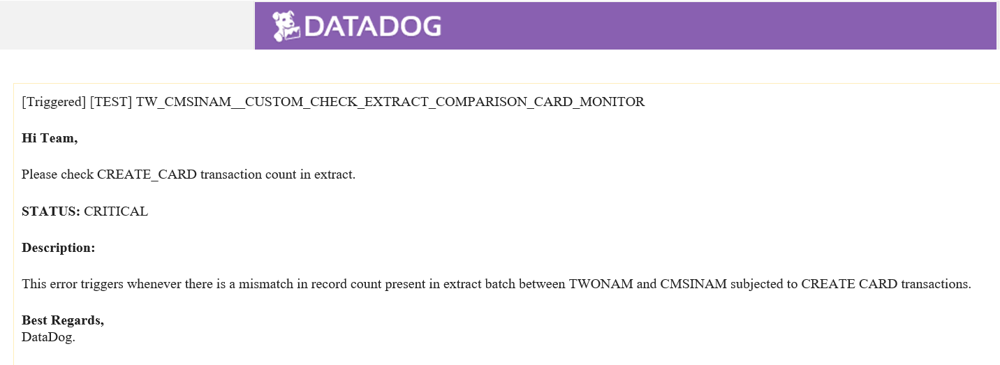 DATADOG
[Triggered] [TEST] TW_CMSINAM__CUSTOM_CHECK_EXTRACT_COMPARISON_CARD_MONITOR
Hi Team,
Please check CREATE_CARD transaction count in extract.
STATUS: CRITICAL
Description:
This error triggers whenever there is a mismatch in record count present in extract batch between TWONAM and CMSINAM subjected to CREATE CARD transactions.
Best Regards,
DataDog.